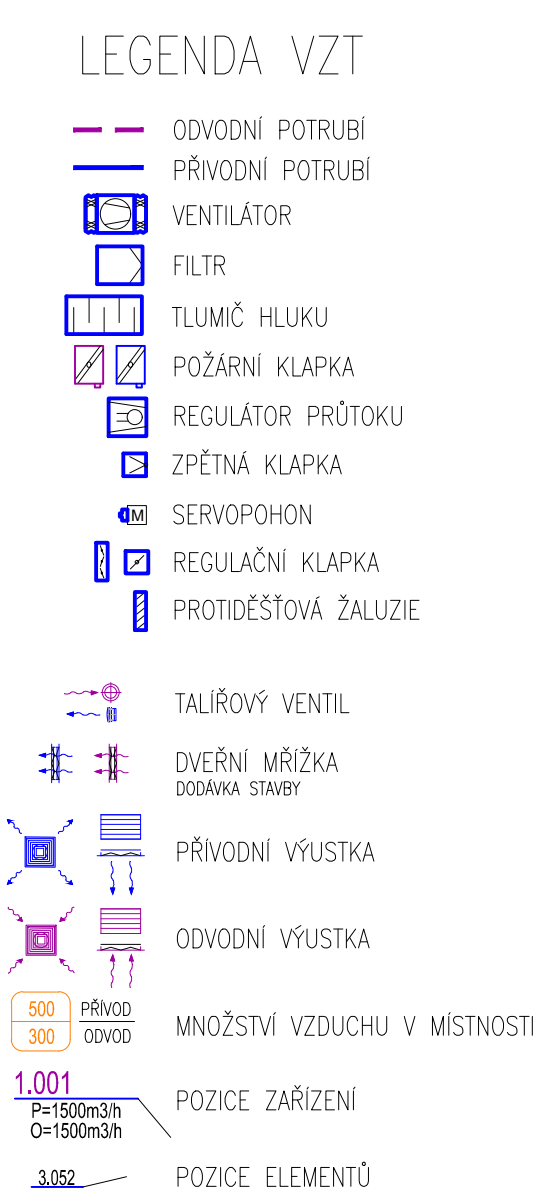 LEGENDA VZT
ODVODNÍ POTRUBÍ
PŘIVODNÍ POTRUBÍ
VENTILÁTOR
FILTR
TLUMIČ HLUKU
POŽÁRNÍ KLAPKA
REGULÁTOR PRŮTOKU
ZPĚTNÁ KLAPKA
M SERVOPOHON
REGULAČNÍ KLAPKA
PROTIDĚŠŤOVÁ ŽALUZIE
TALÍŘOVÝ VENTIL
DVEŘNÍ MŘÍŽKA
DODÁVKA STAVBY
PŘÍVODNÍ VÝUSTKA
ODVODNÍ VÝUSTKA
500 PŘÍVOD
300 ODVOD
MNOŽSTVÍ VZDUCHU V MÍSTNOSTI
1.001
P=1500m3/h
O=1500m3/h
POZICE ZAŘÍZENÍ
3.052 POZICE ELEMENTŮ